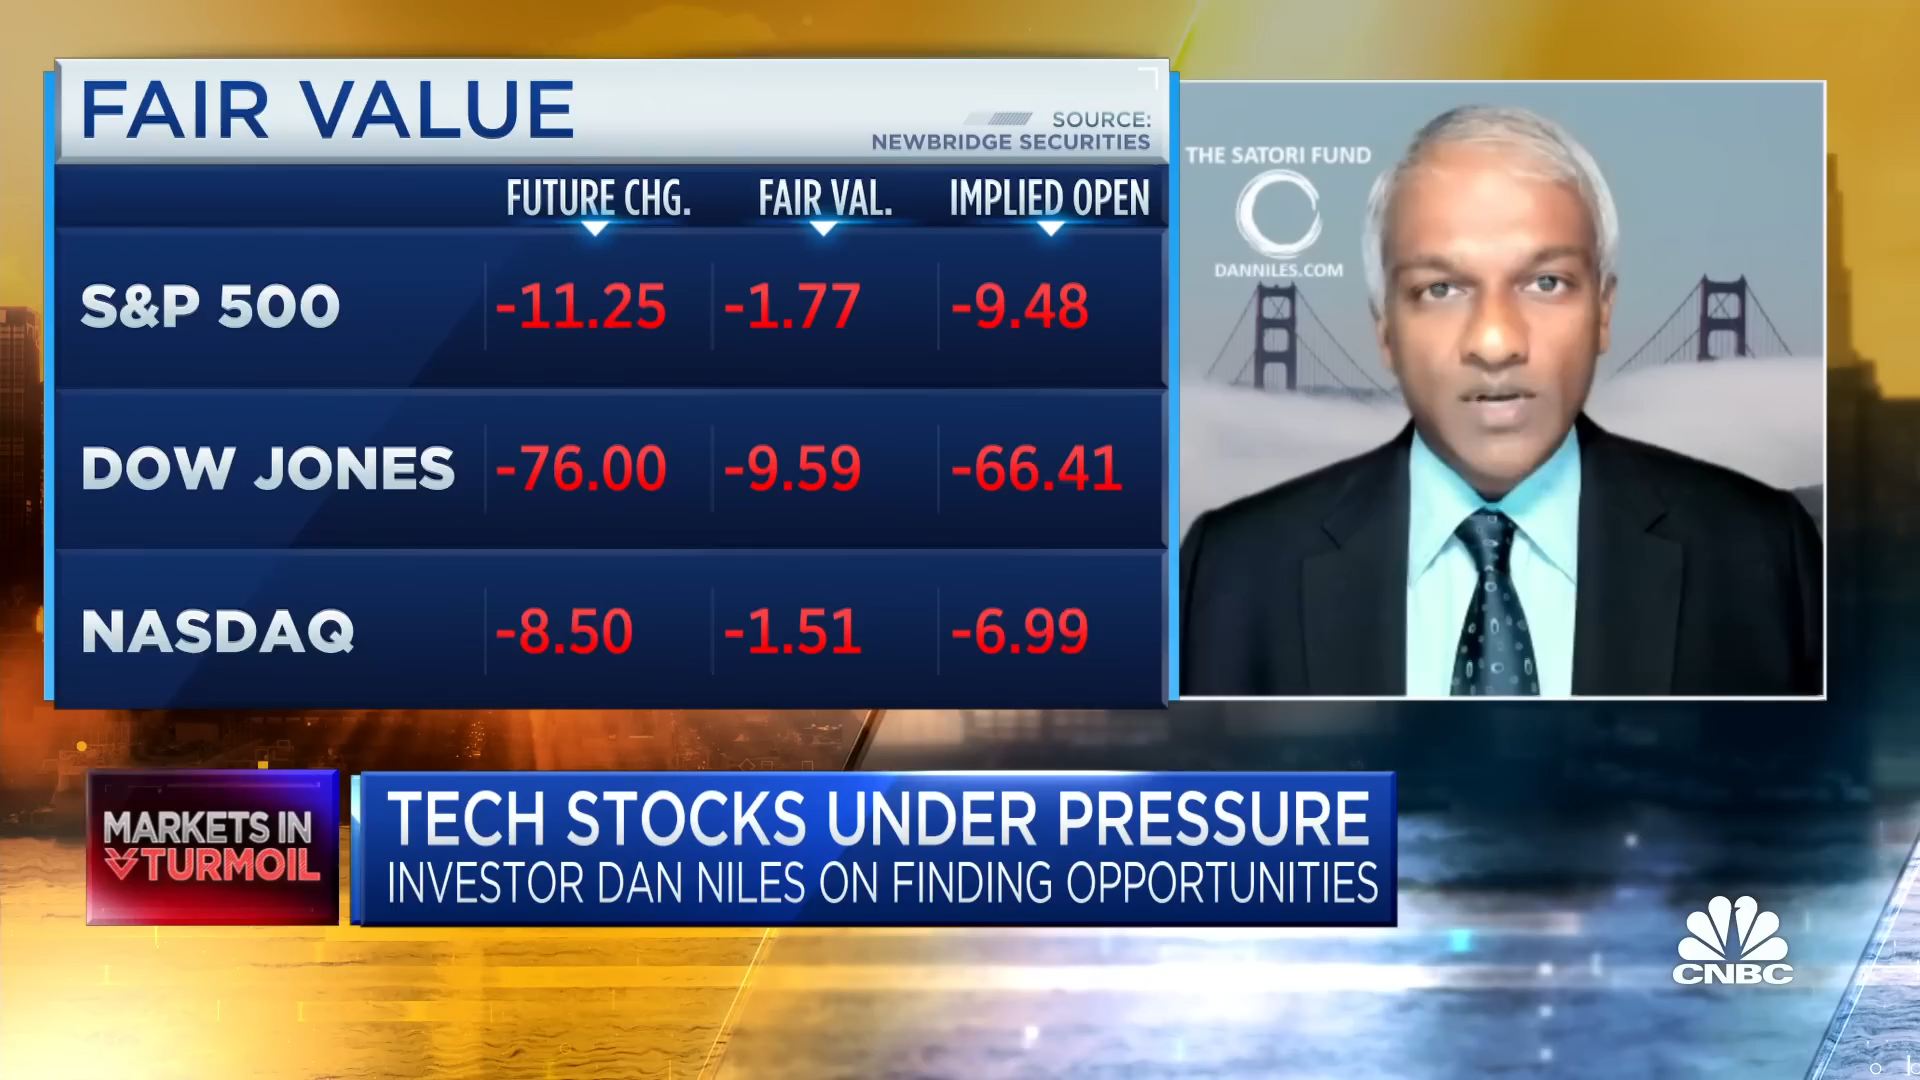 FAIR VALUE
SOURCE:
NEWBRIDGE SECURITIES
FUTURE CHG. FAIR VAL. IMPLIED OPEN
S&P 500 -11.25 -1.77 -9.48
DOW JONES -76.00 -9.59 -66.41
NASDAQ -8.50 -1.51 -6.99
THE SATORI FUND
DANNILES.COM
MARKETS IN
TURMOIL
TECH STOCKS UNDER PRESSURE
INVESTOR DAN NILES ON FINDING OPPORTUNITIES
CNBC